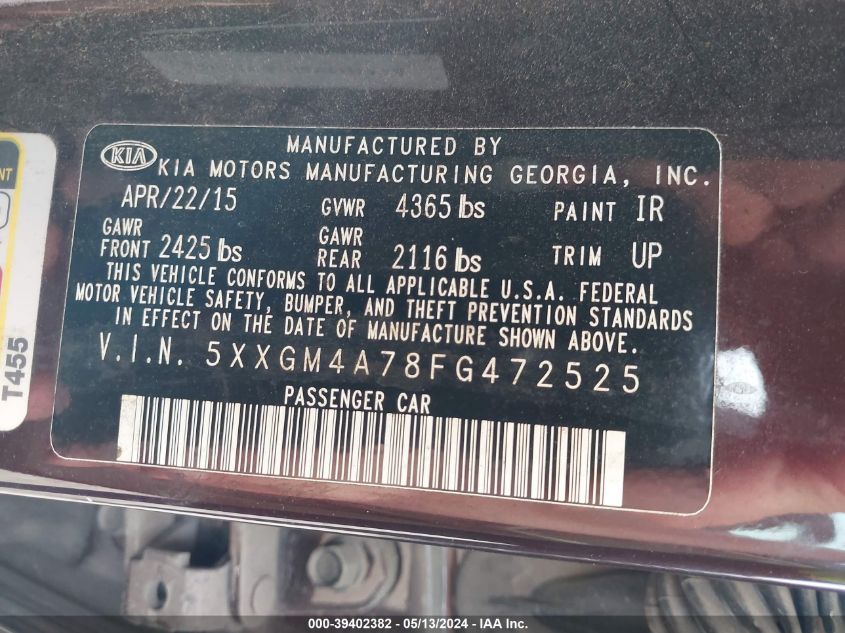 MANUFACTURED BY
KIA KIA MOTORS MANUFACTURING GEORGIA, INC.
APR/22/15 GVWR 4365 lbs PAINT IR
GAWR FRONT 2425 lbs GAWR REAR 2116 lbs TRIM UP
THIS VEHICLE CONFORMS TO ALL APPLICABLE U.S.A. FEDERAL
MOTOR VEHICLE SAFETY, BUMPER, AND THEFT PREVENTION STANDARDS
IN EFFECT ON THE DATE OF MANUFACTURE SHOWN ABOVE.
V.I.N. 5XXGM4A78FG472525
PASSENGER CAR
T455
000-39402382 - 05/13/2024 - IAA Inc.